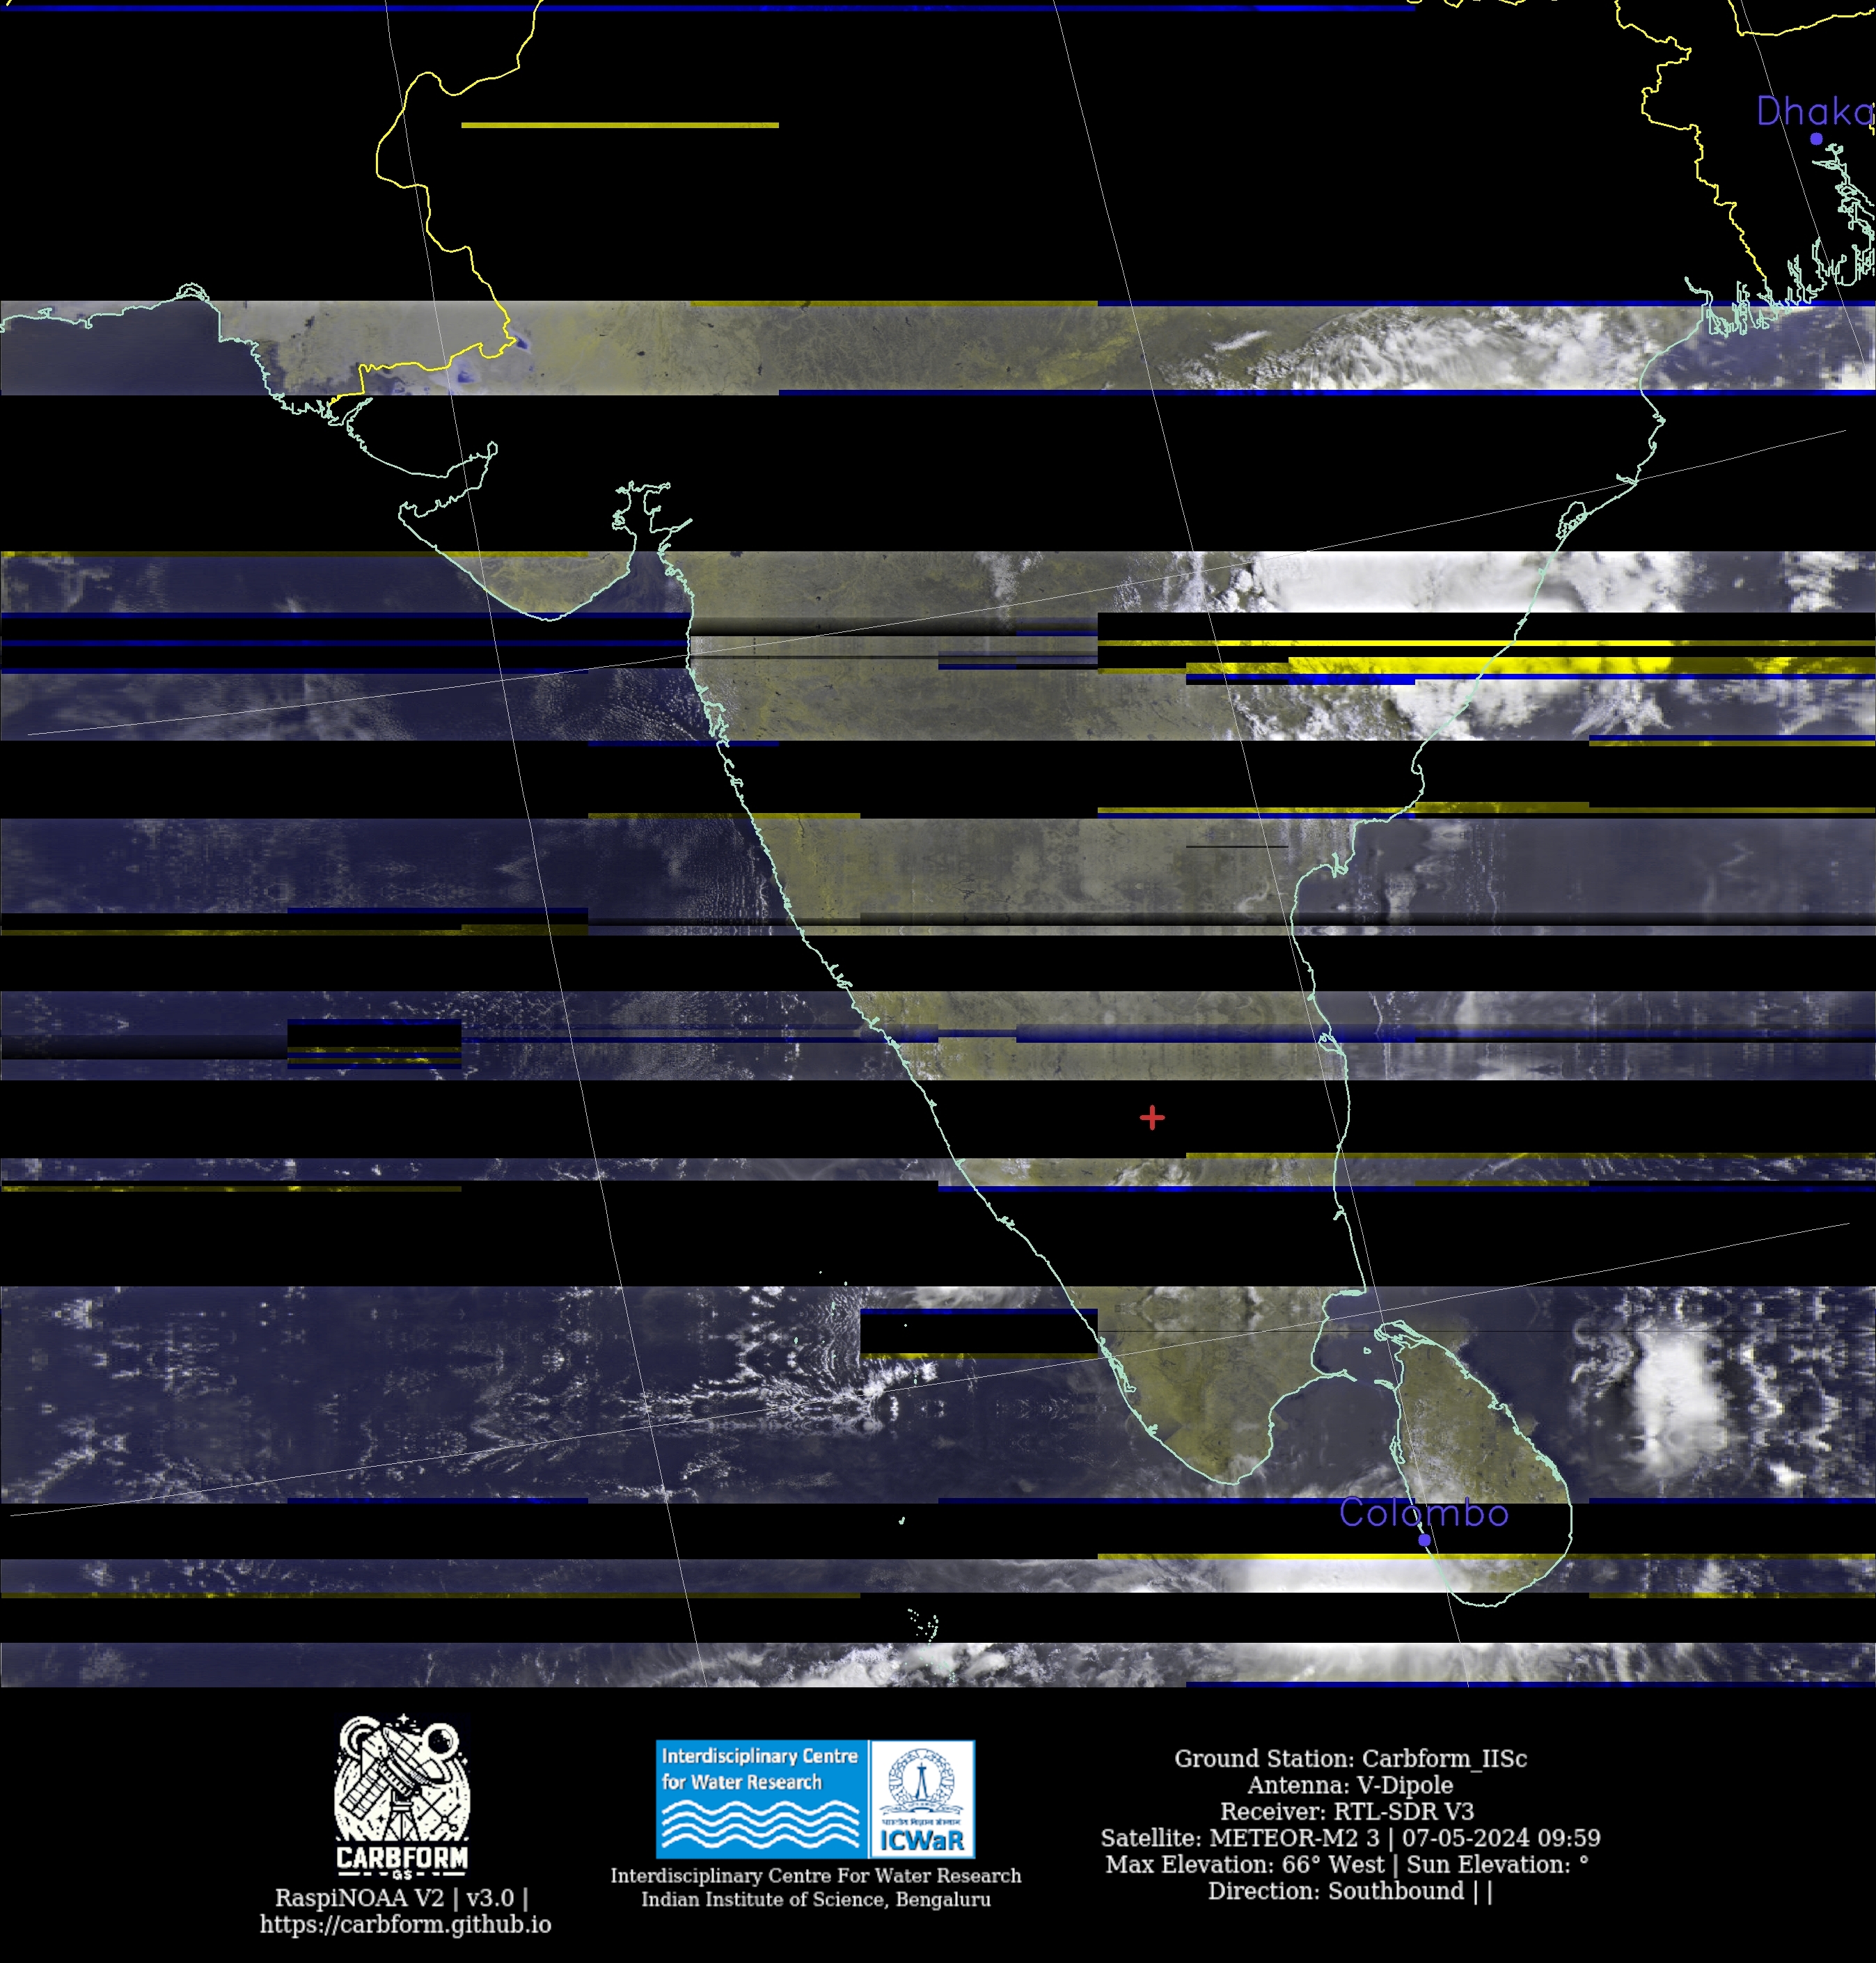 Dhaka
Colombo
CARBFORM
GS
RaspiNOAA V2 | v3.0 |
https://carbform.github.io
Interdisciplinary Centre
for Water Research
ICWaR
Interdisciplinary Centre For Water Research
Indian Institute of Science, Bengaluru
Ground Station: Carbform_IISc
Antenna: V-Dipole
Receiver: RTL-SDR V3
Satellite: METEOR-M2 3 | 07-05-2024 09:59
Max Elevation: 66° West | Sun Elevation: °
Direction: Southbound | |